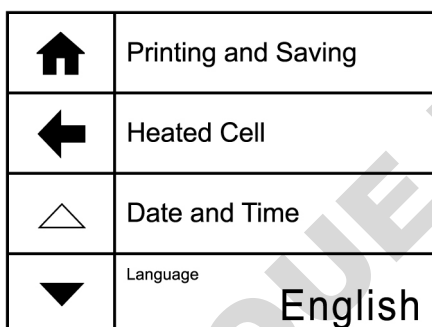 Printing and Saving
Heated Cell
Date and Time
Language
English